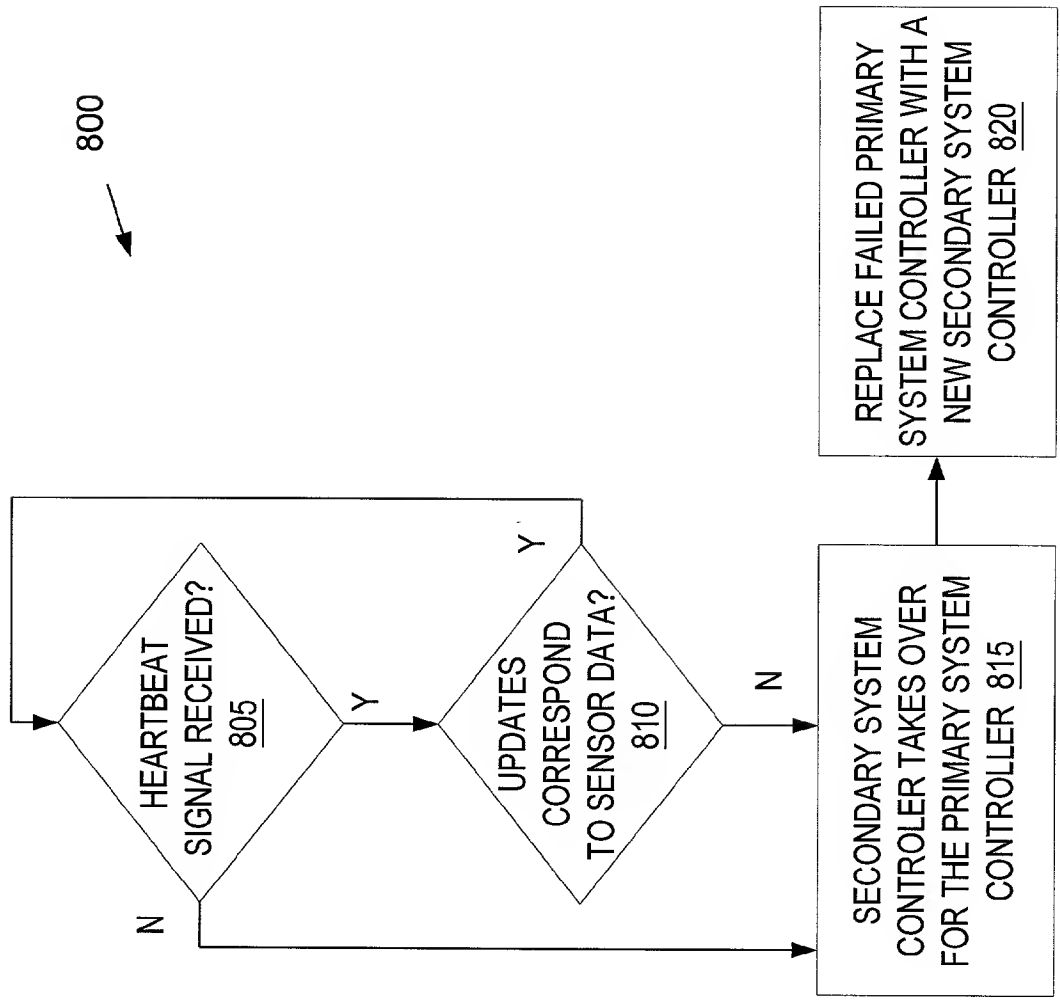 800
HEARTBEAT
SIGNAL RECEIVED?
805
N
Y
UPDATES
CORRESPOND
TO SENSOR DATA?
810
Y
N
SECONDARY SYSTEM
CONTROLER TAKES OVER
FOR THE PRIMARY SYSTEM
CONTROLLER 815
REPLACE FAILED PRIMARY
SYSTEM CONTROLLER WITH A
NEW SECONDARY SYSTEM
CONTROLLER 820